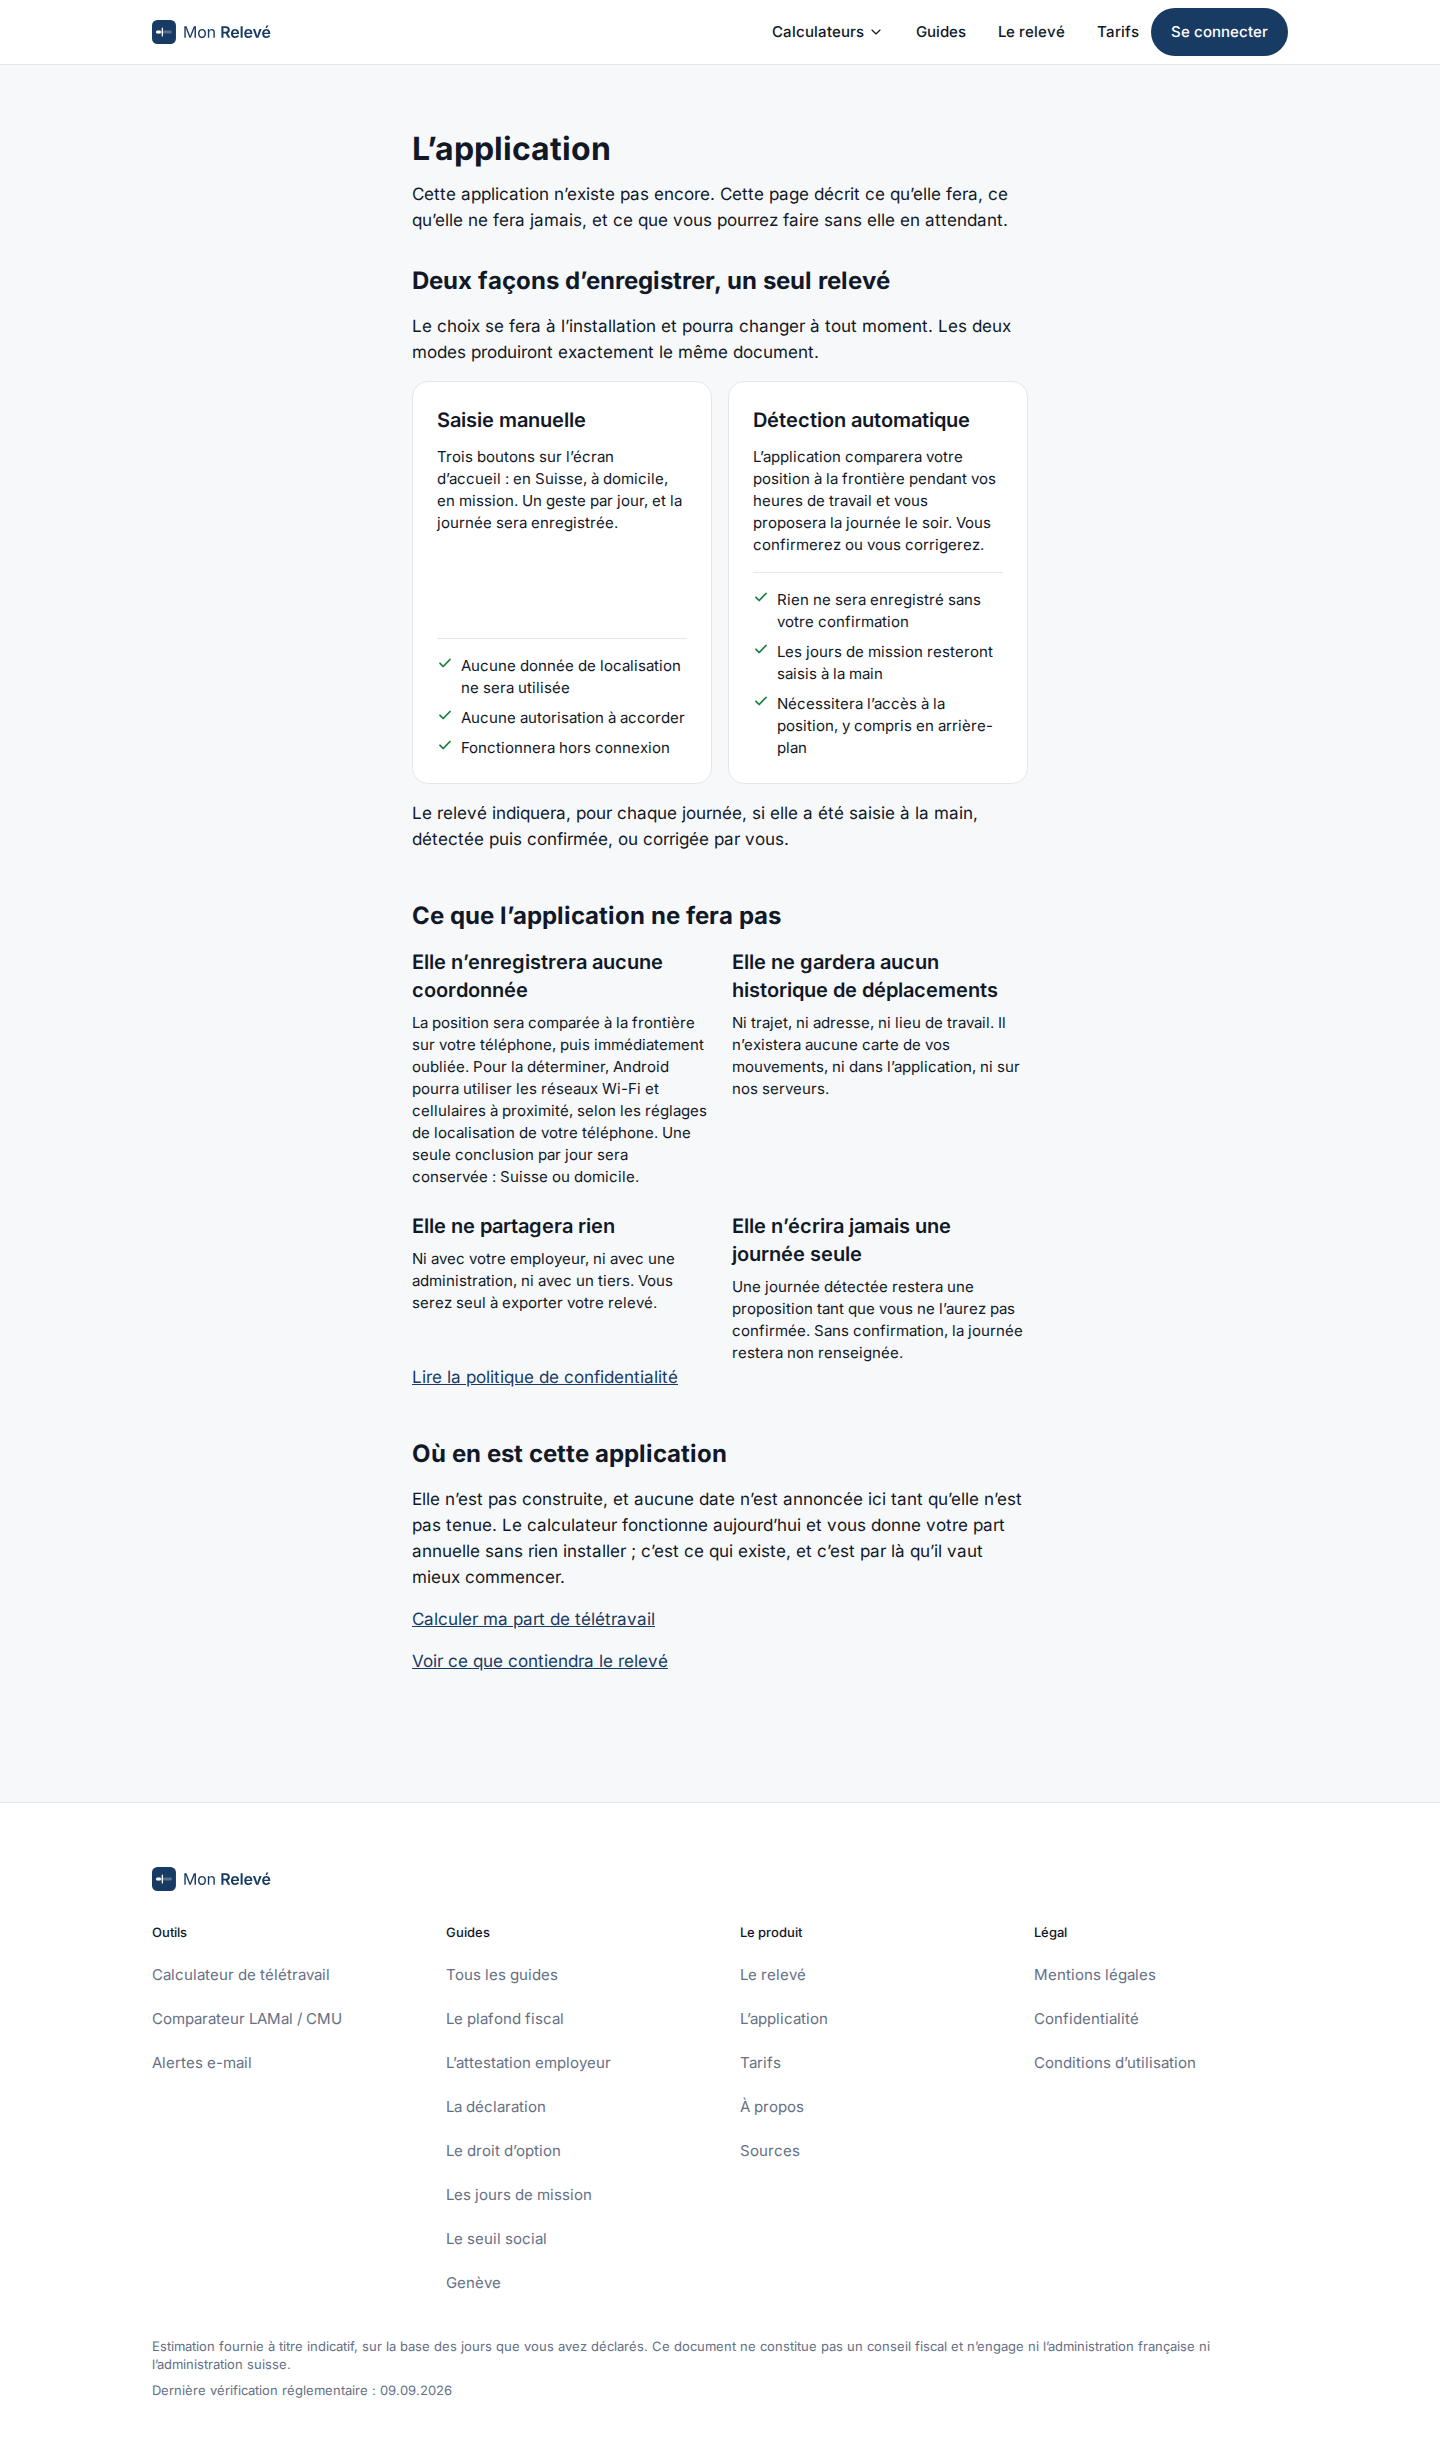 Mon Relevé
Calculateurs
Guides
Le relevé
Tarifs
Se connecter
L’application
Cette application n’existe pas encore. Cette page décrit ce qu’elle fera, ce
qu’elle ne fera jamais, et ce que vous pourrez faire sans elle en attendant.
Deux façons d’enregistrer, un seul relevé
Le choix se fera à l’installation et pourra changer à tout moment. Les deux
modes produiront exactement le même document.
Saisie manuelle
Trois boutons sur l’écran
d’accueil : en Suisse, à domicile,
en mission. Un geste par jour, et la
journée sera enregistrée.
Aucune donnée de localisation
ne sera utilisée
Aucune autorisation à accorder
Fonctionnera hors connexion
Détection automatique
L’application comparera votre
position à la frontière pendant vos
heures de travail et vous
proposera la journée le soir. Vous
confirmerez ou vous corrigerez.
Rien ne sera enregistré sans
votre confirmation
Les jours de mission resteront
saisis à la main
Nécessitera l’accès à la
position, y compris en arrière-
plan
Le relevé indiquera, pour chaque journée, si elle a été saisie à la main,
détectée puis confirmée, ou corrigée par vous.
Ce que l’application ne fera pas
Elle n’enregistrera aucune
coordonnée
La position sera comparée à la frontière
sur votre téléphone, puis immédiatement
oubliée. Pour la déterminer, Android
pourra utiliser les réseaux Wi-Fi et
cellulaires à proximité, selon les réglages
de localisation de votre téléphone. Une
seule conclusion par jour sera
conservée : Suisse ou domicile.
Elle ne gardera aucun
historique de déplacements
Ni trajet, ni adresse, ni lieu de travail. Il
n’existera aucune carte de vos
mouvements, ni dans l’application, ni sur
nos serveurs.
Elle ne partagera rien
Ni avec votre employeur, ni avec une
administration, ni avec un tiers. Vous
serez seul à exporter votre relevé.
Elle n’écrira jamais une
journée seule
Une journée détectée restera une
proposition tant que vous ne l’aurez pas
confirmée. Sans confirmation, la journée
restera non renseignée.
Lire la politique de confidentialité
Où en est cette application
Elle n’est pas construite, et aucune date n’est annoncée ici tant qu’elle n’est
pas tenue. Le calculateur fonctionne aujourd’hui et vous donne votre part
annuelle sans rien installer ; c’est ce qui existe, et c’est par là qu’il vaut
mieux commencer.
Calculer ma part de télétravail
Voir ce que contiendra le relevé
Mon Relevé
Outils
Calculateur de télétravail
Comparateur LAMal / CMU
Alertes e-mail
Guides
Tous les guides
Le plafond fiscal
L’attestation employeur
La déclaration
Le droit d’option
Les jours de mission
Le seuil social
Genève
Le produit
Le relevé
L’application
Tarifs
À propos
Sources
Légal
Mentions légales
Confidentialité
Conditions d’utilisation
Estimation fournie à titre indicatif, sur la base des jours que vous avez déclarés. Ce document ne constitue pas un conseil fiscal et n’engage ni l’administration française ni
l’administration suisse.
Dernière vérification réglementaire : 09.09.2026